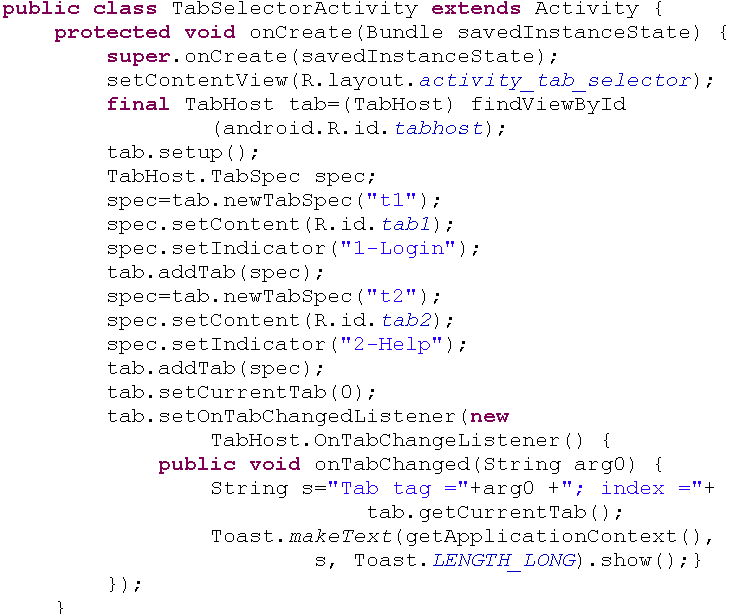 public class TabSelectorActivity extends Activity {
    protected void onCreate(Bundle savedInstanceState) {
        super.onCreate(savedInstanceState);
        setContentView(R.layout.activity_tab_selector);
        final TabHost tab=(TabHost) findViewById
                (android.R.id.tabhost);
        tab.setup();
        TabHost.TabSpec spec;
        spec=tab.newTabSpec("t1");
        spec.setContent(R.id.tab1);
        spec.setIndicator("1-Login");
        tab.addTab(spec);
        spec=tab.newTabSpec("t2");
        spec.setContent(R.id.tab2);
        spec.setIndicator("2-Help");
        tab.addTab(spec);
        tab.setCurrentTab(0);
        tab.setOnTabChangedListener(new
                TabHost.OnTabChangeListener() {
            public void onTabChanged(String arg0) {
                String s="Tab tag ="+arg0 +"; index ="+
                            tab.getCurrentTab();
                Toast.makeText(getApplicationContext(),
                        s, Toast.LENGTH_LONG).show();}
        });
    }